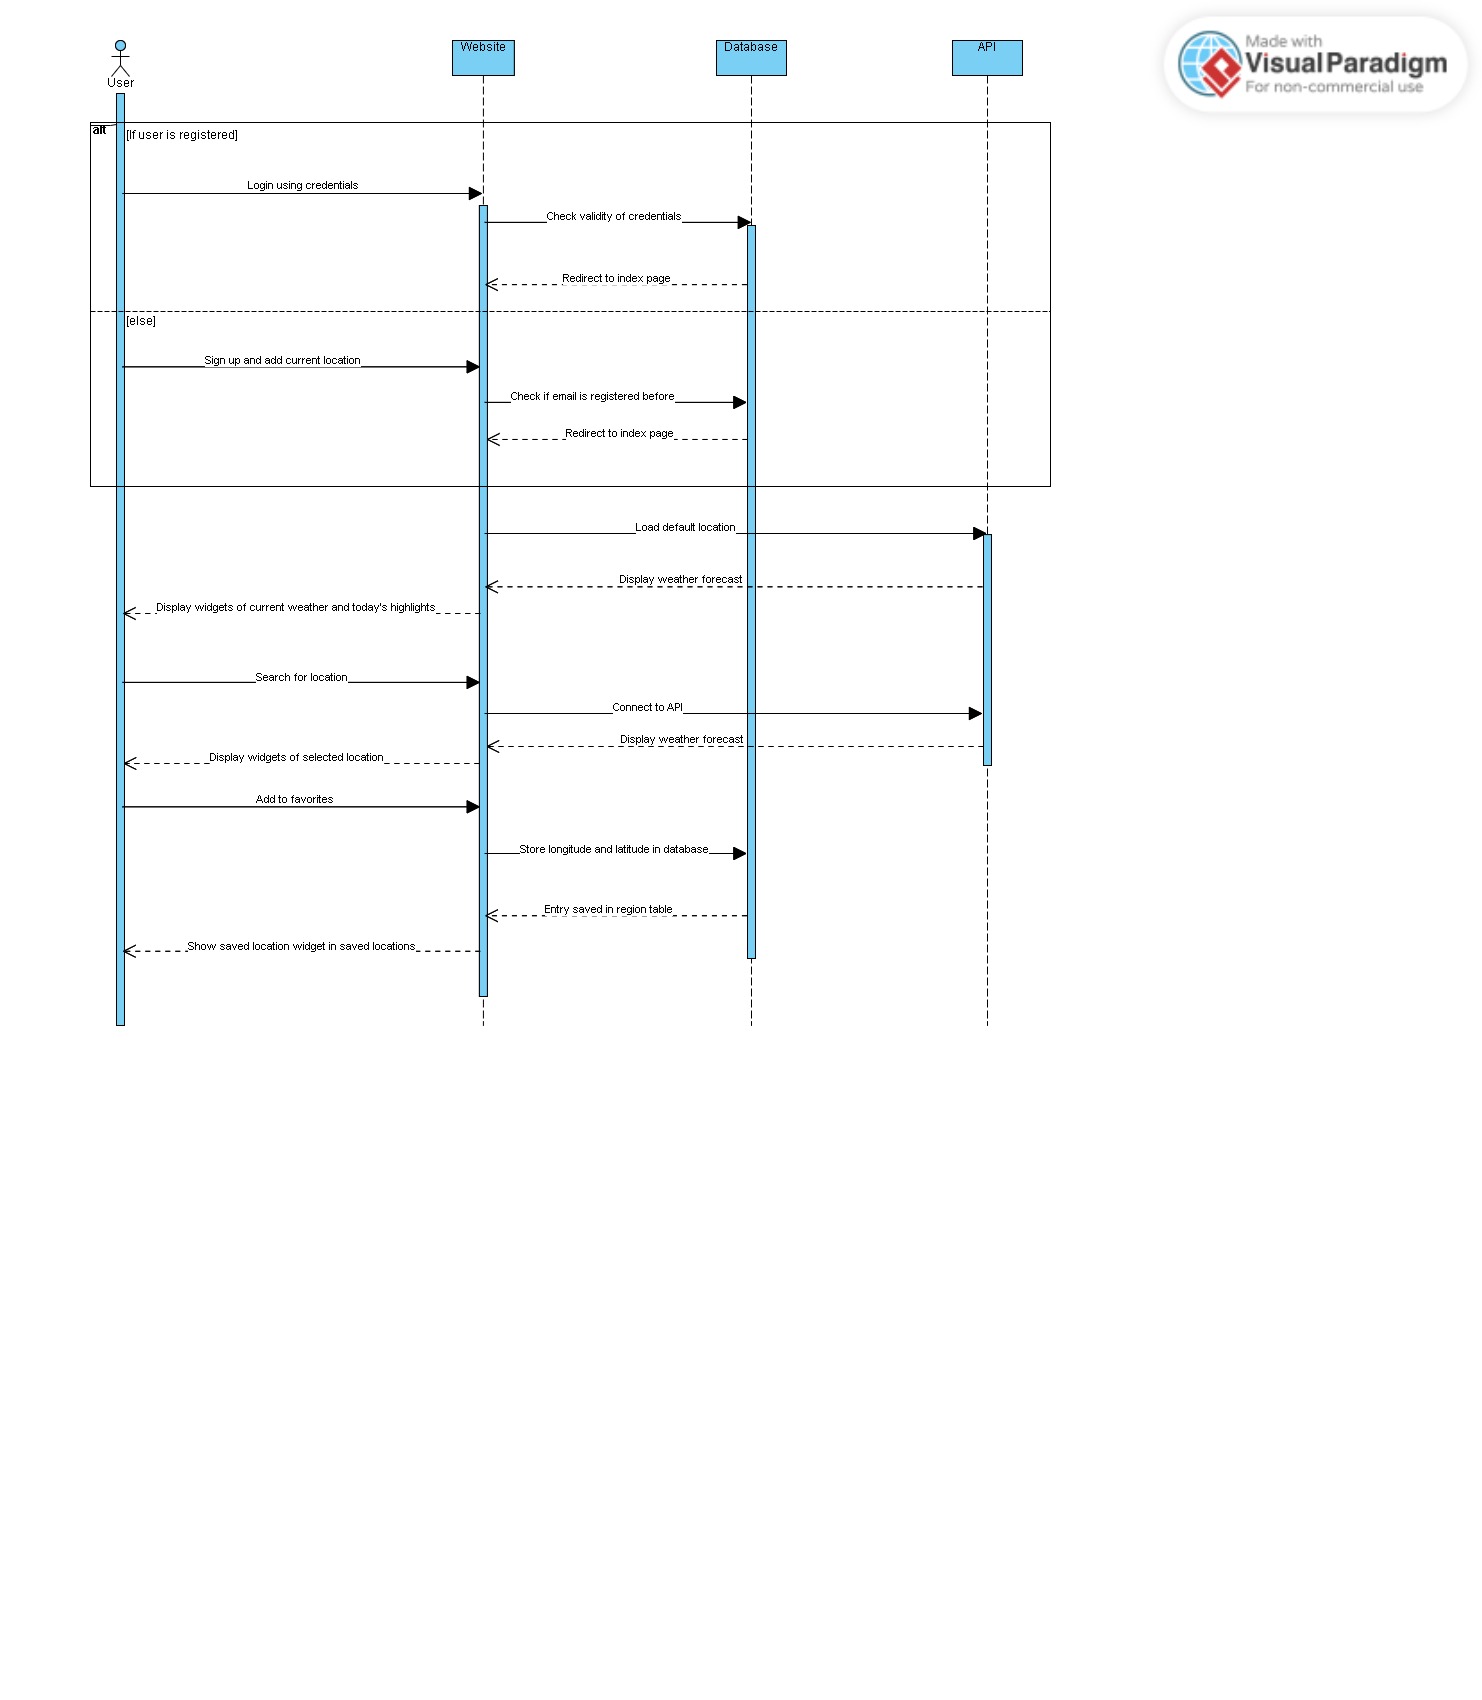 Made with
Visual Paradigm
For non-commercial use
User
Website
Database
API
alt
[If user is registered]
Login using credentials
Check validity of credentials
Redirect to index page
[else]
Sign up and add current location
Check if email is registered before
Redirect to index page
Load default location
Display weather forecast
Display widgets of current weather and today's highlights
Search for location
Connect to API
Display weather forecast
Display widgets of selected location
Add to favorites
Store longitude and latitude in database
Entry saved in region table
Show saved location widget in saved locations